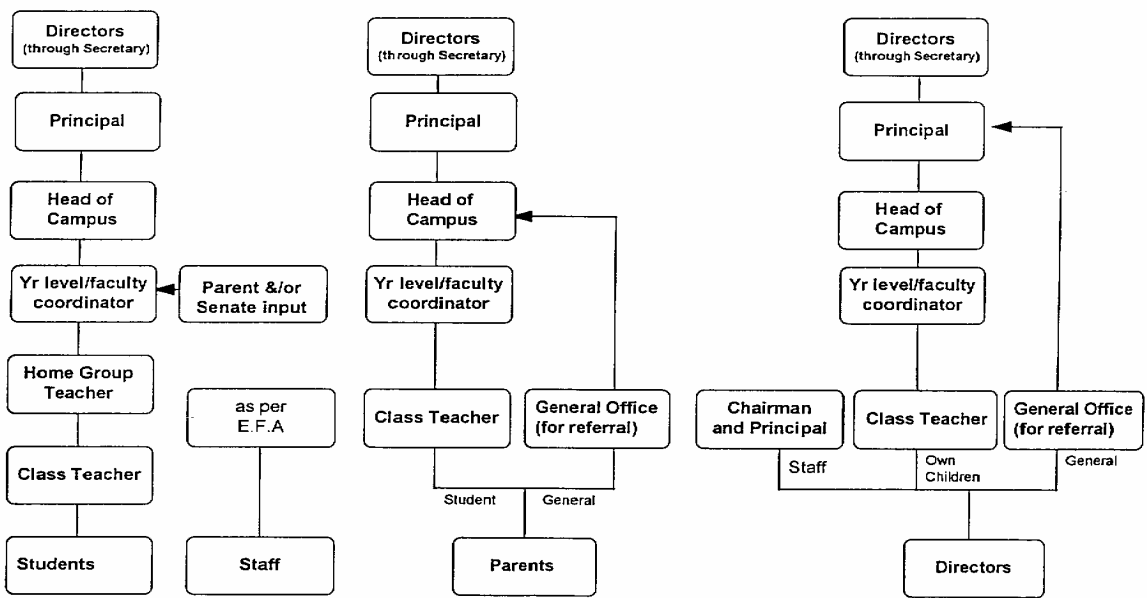 Directors
(through Secretary)
Principal
Head of
Campus
Yr level/faculty
coordinator
Parent &/or
Senate input
Home Group
Teacher
Class Teacher
Students
as per
E.F.A
Staff
Directors
(through Secretary)
Principal
Head of
Campus
Yr level/faculty
coordinator
Class Teacher
General Office
(for referral)
Student
General
Parents
Directors
(through Secretary)
Principal
Head of
Campus
Yr level/faculty
coordinator
Chairman
and Principal
Class Teacher
General Office
(for referral)
Staff
Own
Children
General
Directors